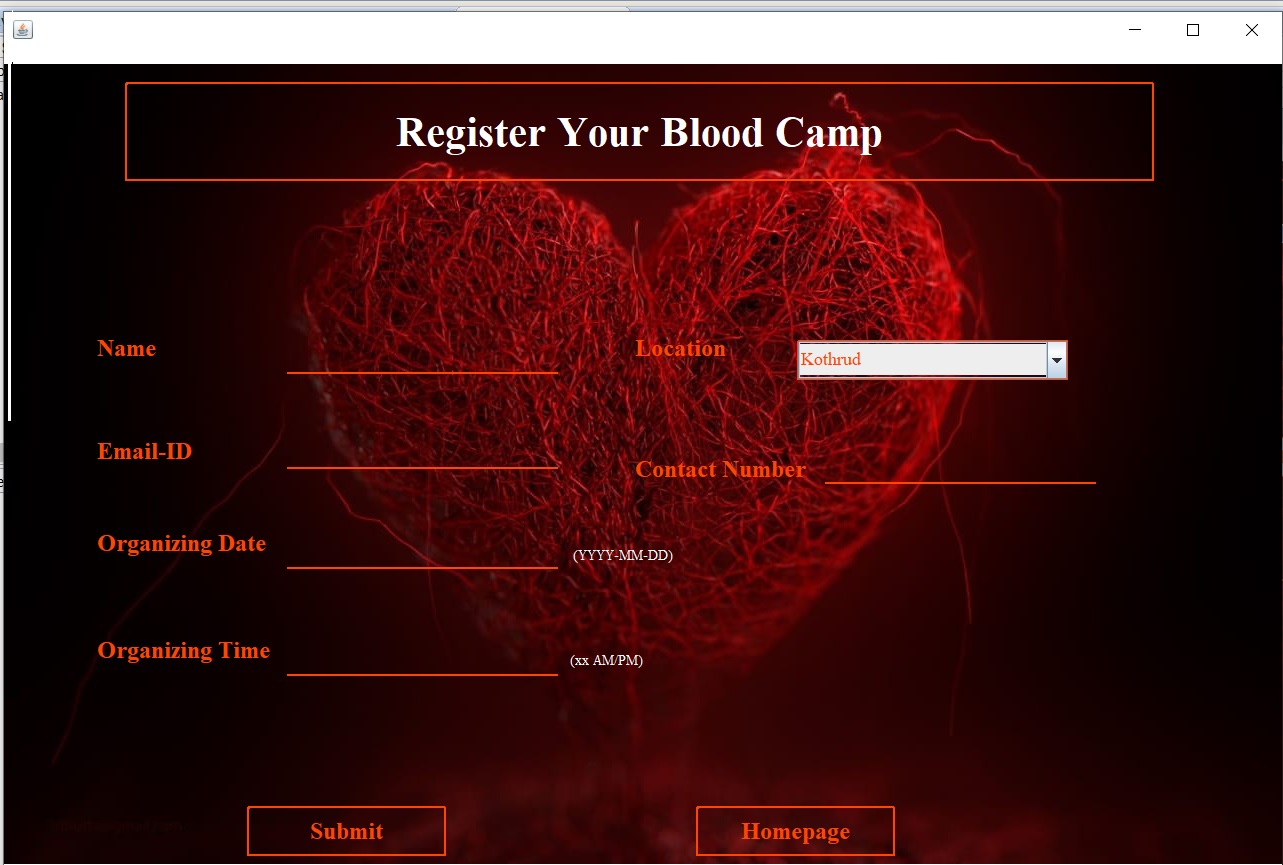 Register Your Blood Camp
Name
Location
Kothrud
Email-ID
Contact Number
Organizing Date
(YYYY-MM-DD)
Organizing Time
(xx AM/PM)
Submit
Homepage